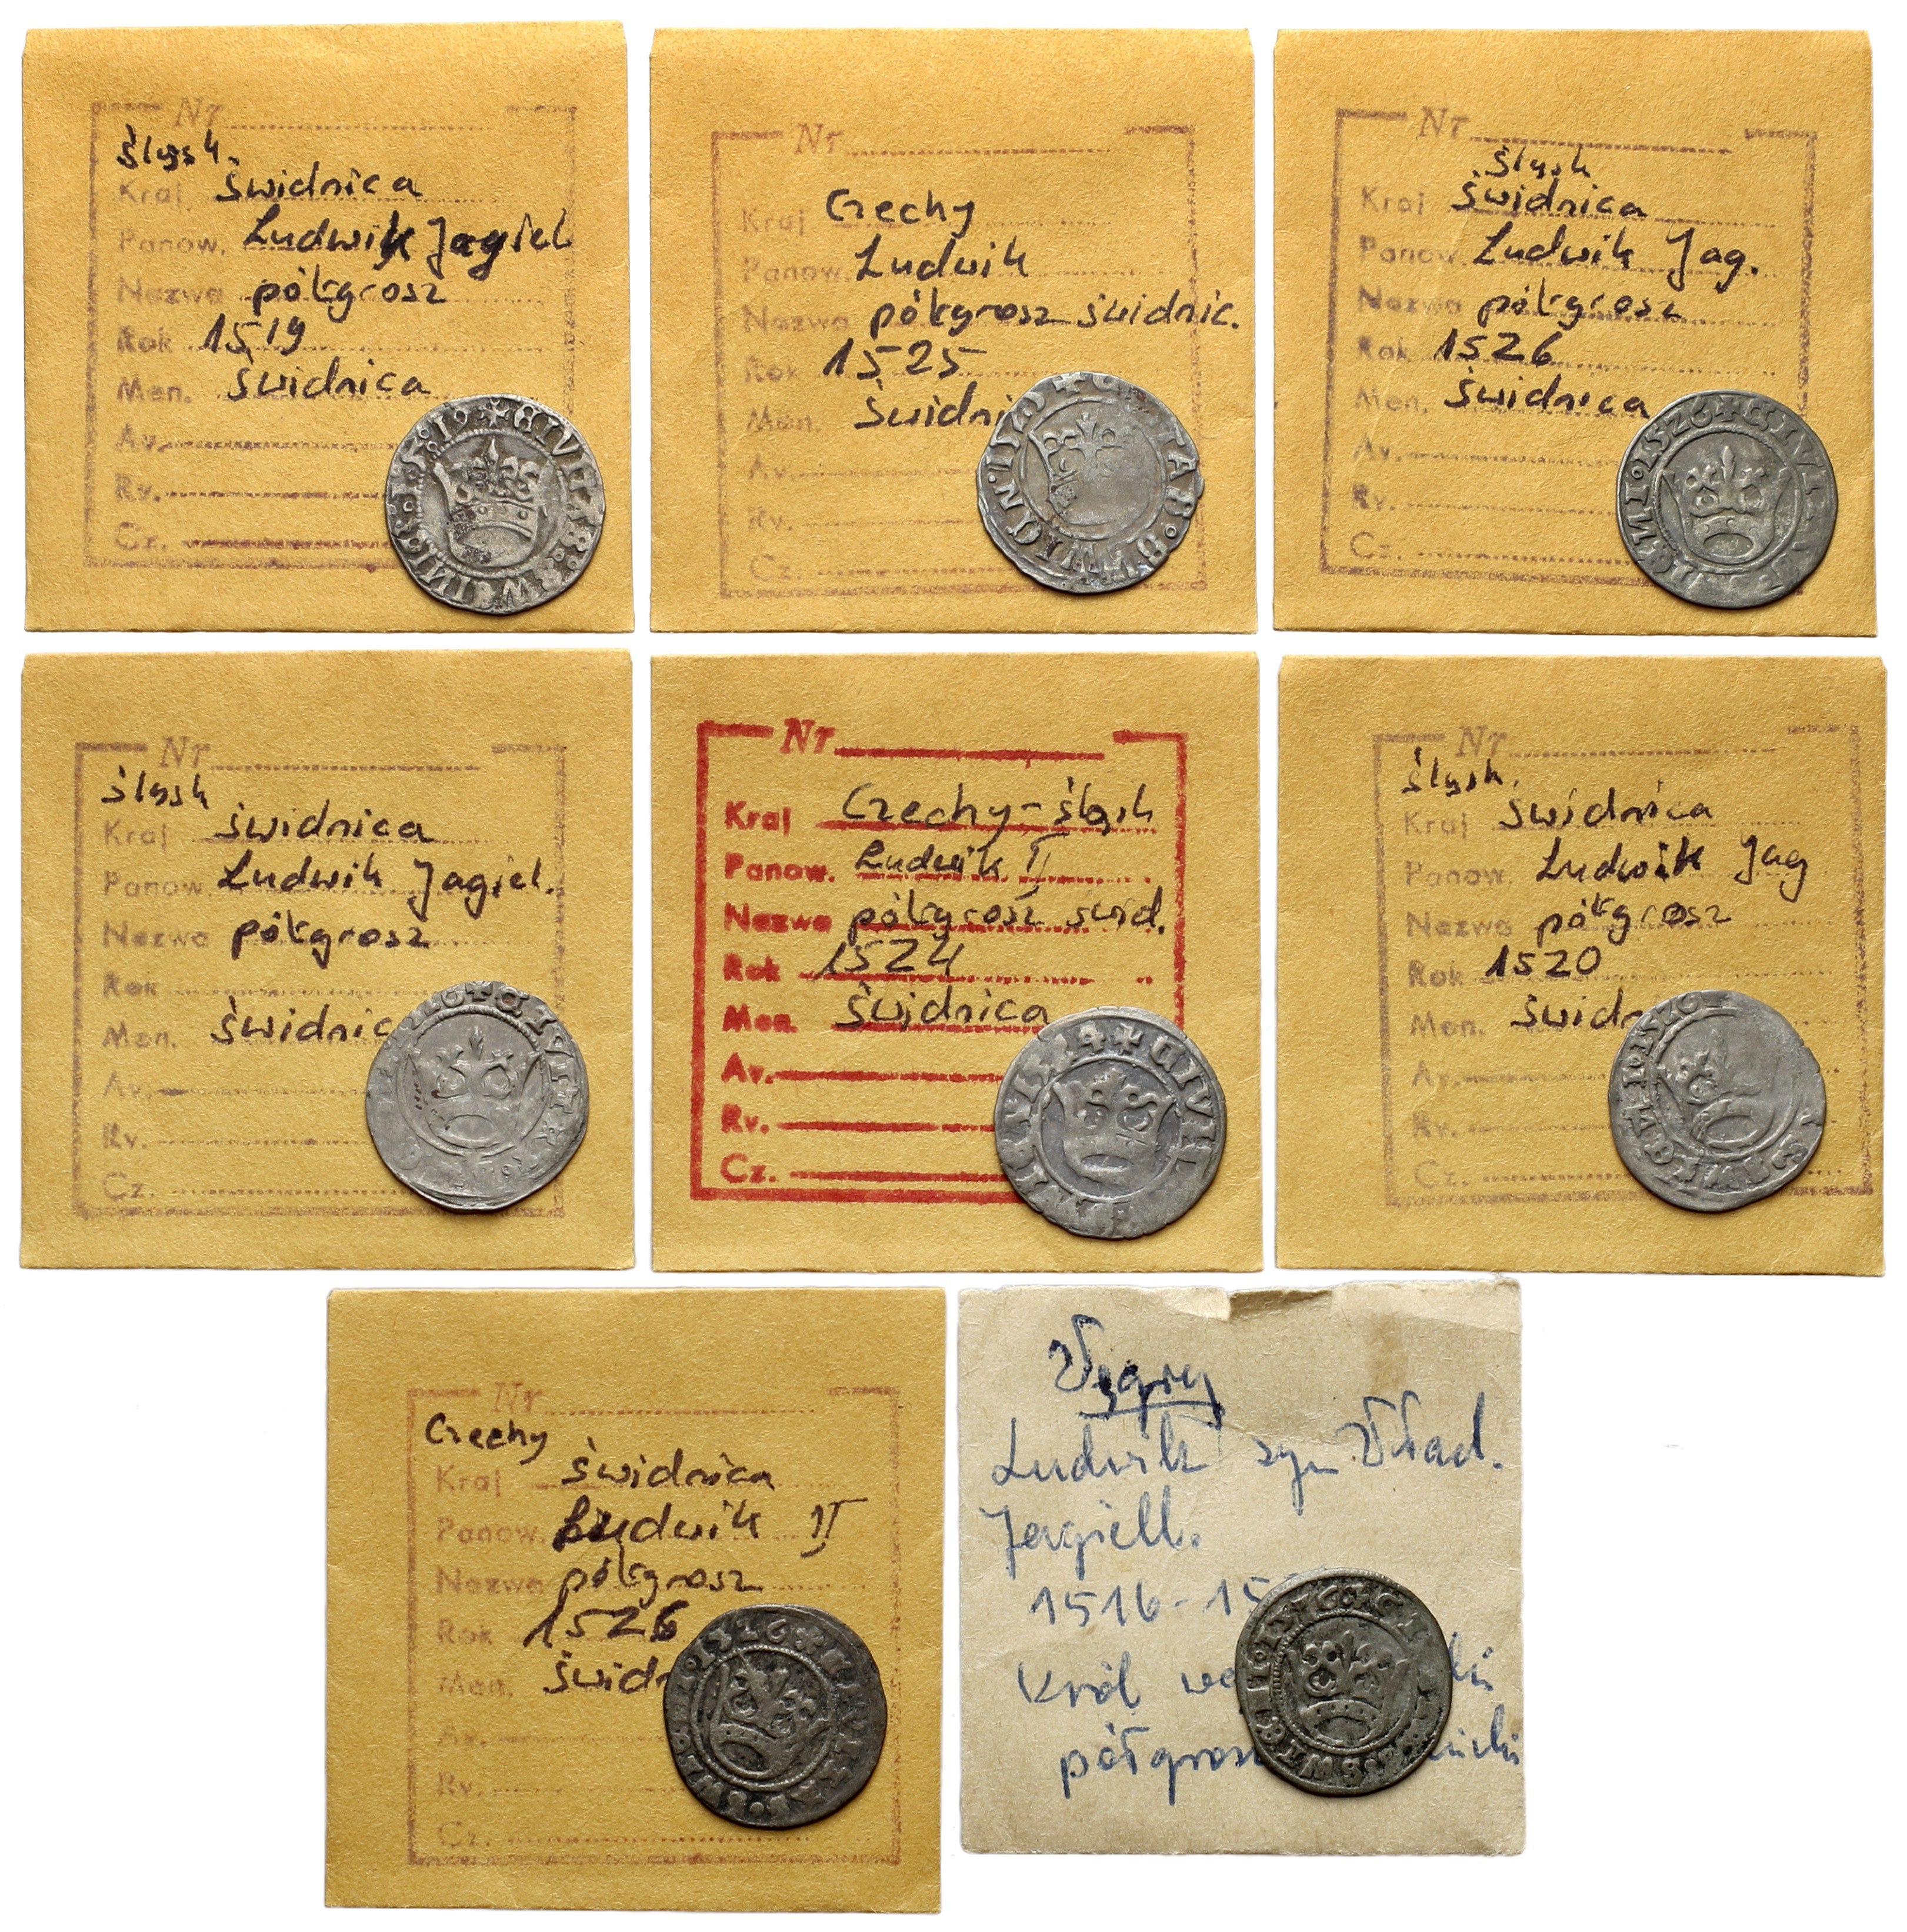 Nr
Śląsk.
Kraj Świdnica
Panow. Ludwik Jagiel
Nazwa półgrosz
Rok 1519
Men. Świdnica
Av.
Rv.
Cz.
Nr
Kraj Czechy
Panow. Ludwik
Nazwa półgrosz świdnic.
Rok 1525
Men. Świdni
Av.
Rv.
Cz.
Nr
Śląsk
Kraj Świdnica
Panow. Ludwik Jag.
Nazwa półgrosz
Rok 1526
Men. Świdnica
Av.
Rv.
Cz.
Nr
Śląsk
Kraj Świdnica
Panow. Ludwik Jagiel.
Nazwa półgrosz
Rok
Men. Świdnic
Av.
Rv.
Cz.
Nr
Kraj Czechy-Śląsk
Panow. Ludwik II
Nazwa półgrosz świd.
Rok 1524
Men. Świdnica
Av.
Rv.
Cz.
Nr
Śląsk.
Kraj Świdnica
Panow. Ludwik Jag
Nazwa półgrosz
Rok 1520
Men. Świdn
Av.
Rv.
Cz.
Nr
Czechy
Kraj Świdnica
Panow. Ludwik II
Nazwa półgrosz
Rok 1526
Men. Świdn
Av.
Rv.
Cz.
Węgry
Ludwik syn Wład.
Jagiell.
1516-15
Król
półgrosz